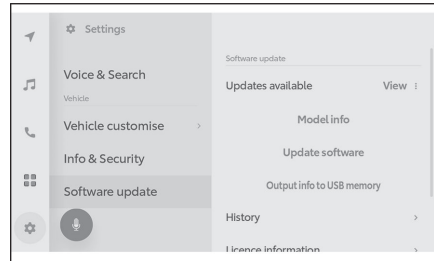 Settings
Voice & Search
Vehicle
Vehicle customise
Info & Security
Software update
Software update
Updates available
View
Model info
Update software
Output info to USB memory
History
Licence information